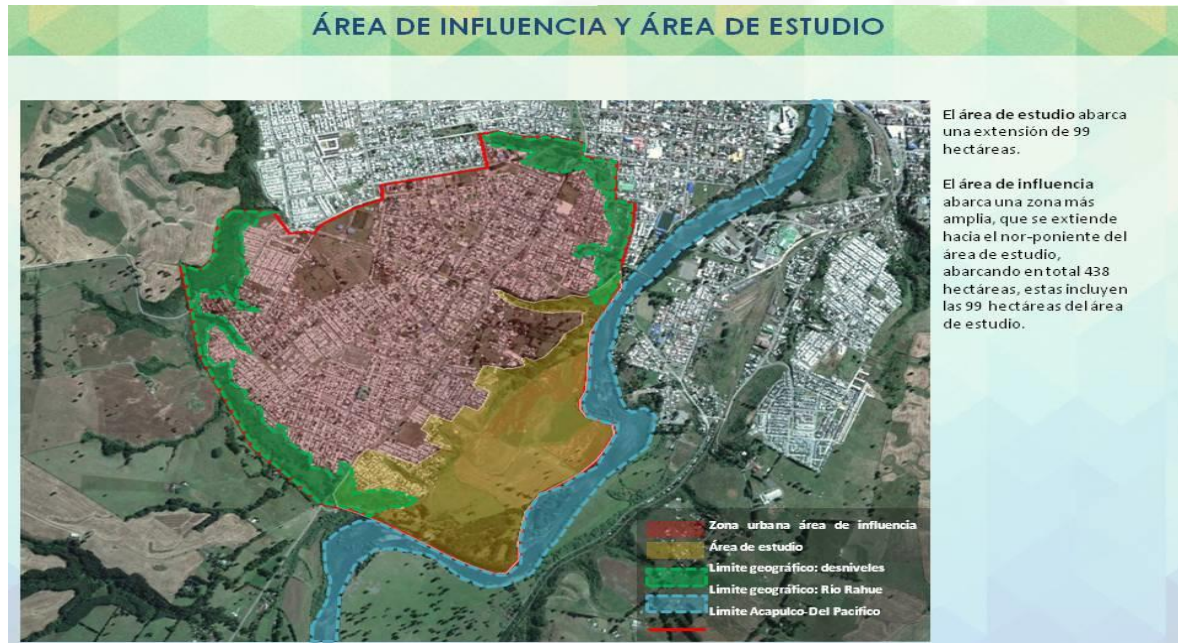 ÁREA DE INFLUENCIA Y ÁREA DE ESTUDIO
El área de estudio abarca
una extensión de 99
hectáreas.
El área de influencia
abarca una zona más
amplia, que se extiende
hacia el nor-poniente del
área de estudio,
abarcando en total 438
hectáreas, estas incluyen
las 99 hectáreas del área
de estudio.
Zona urbana área de influencia
Área de estudio
Limite geográfico: desniveles
Limite geográfico: Rio Rahue
Limite Acapulco-Del Pacífico